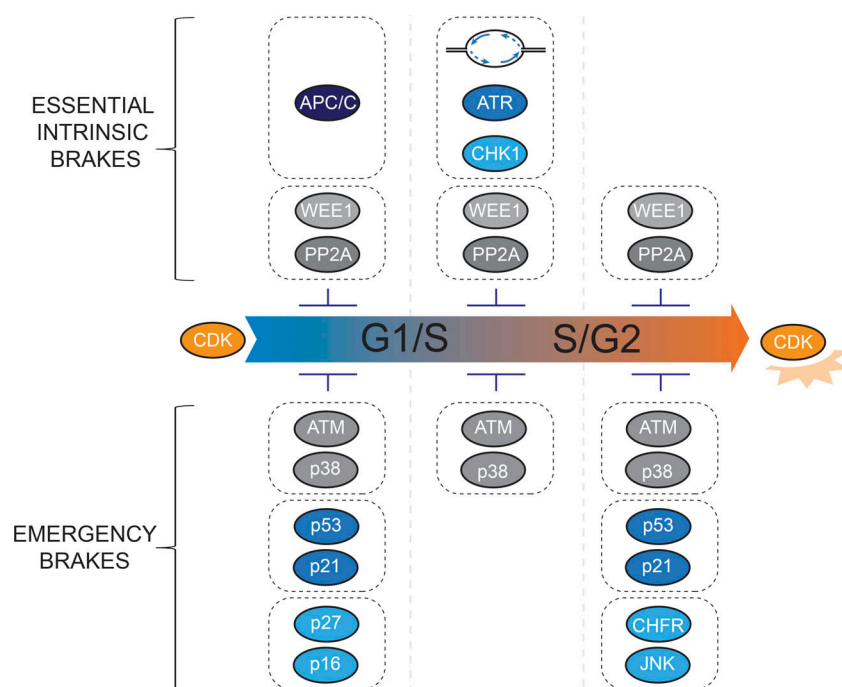 ESSENTIAL
INTRINSIC
BRAKES
APC/C
ATR
CHK1
WEE1
WEE1
WEE1
PP2A
PP2A
PP2A
CDK
G1/S
S/G2
CDK
EMERGENCY
BRAKES
ATM
ATM
ATM
p38
p38
p38
p53
p53
p21
p21
p27
CHFR
p16
JNK